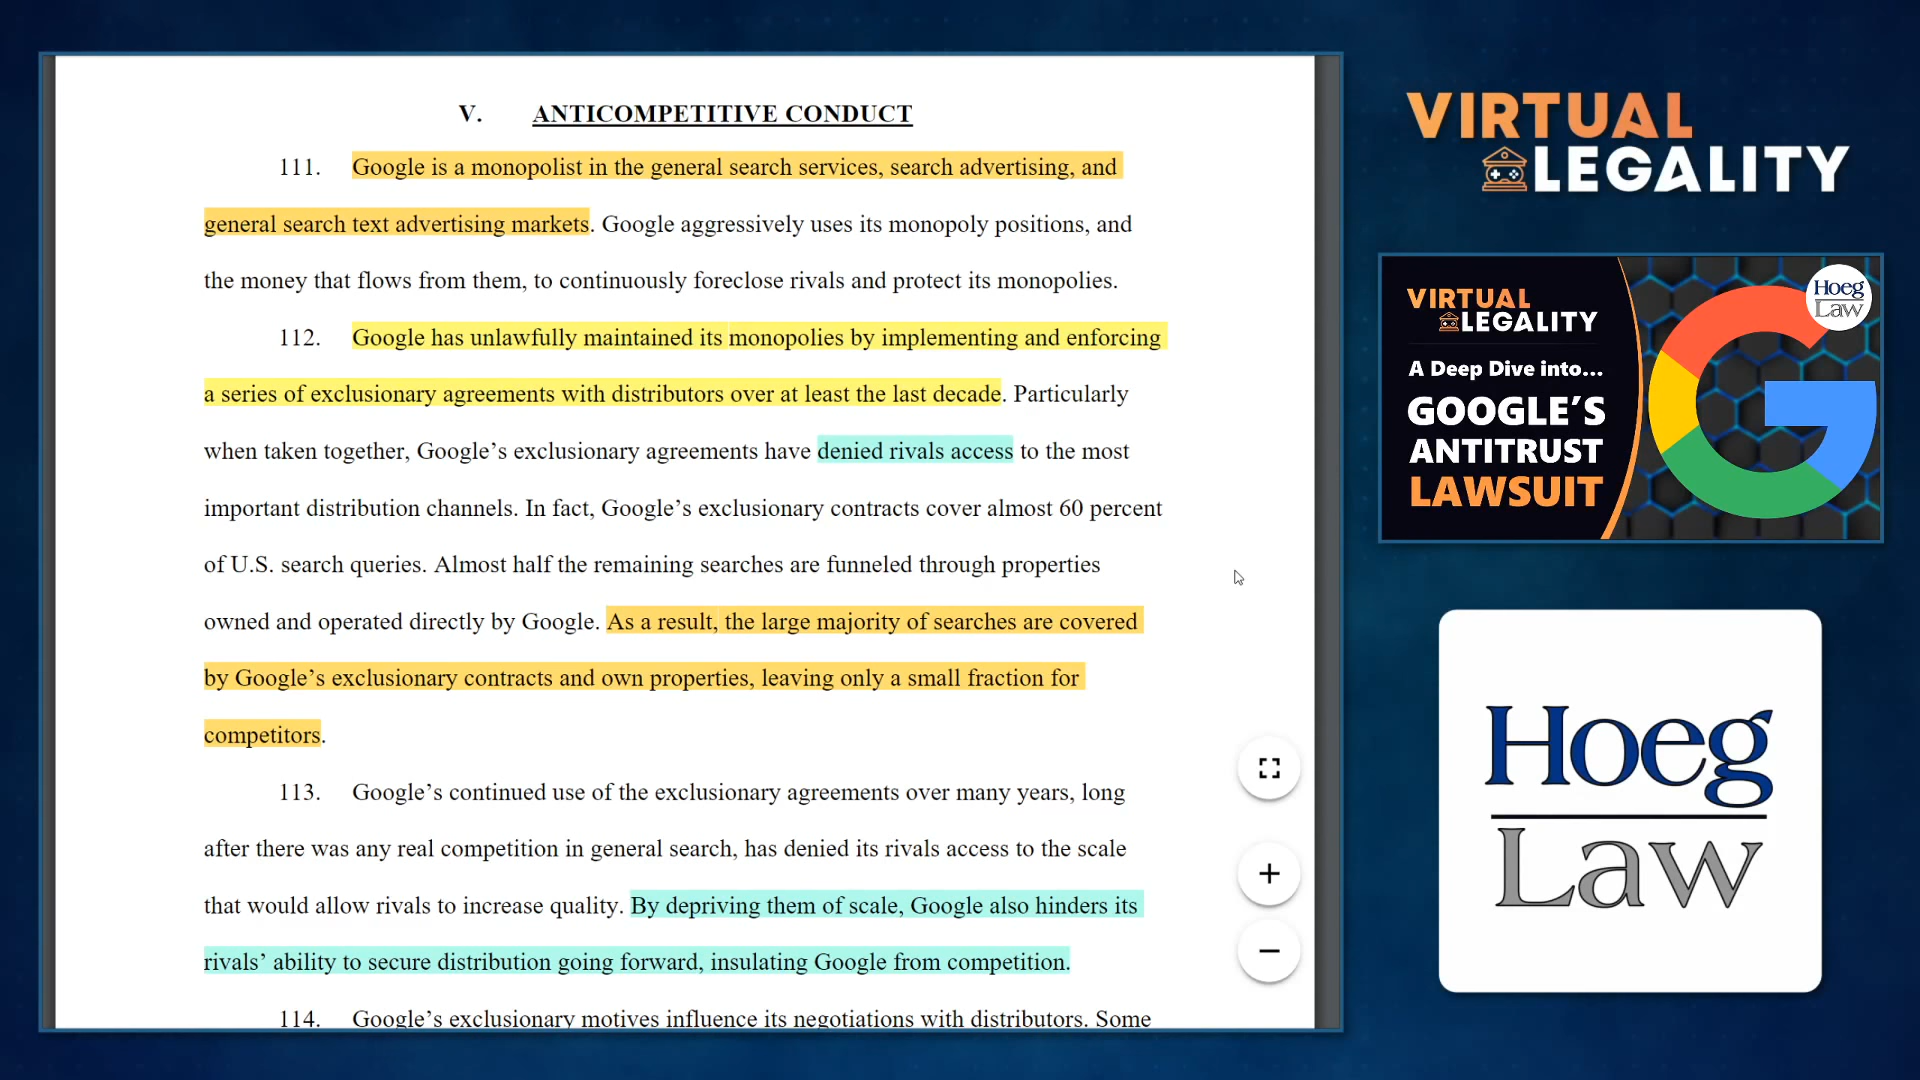 V. ANTICOMPETITIVE CONDUCT
111. Google is a monopolist in the general search services, search advertising, and
general search text advertising markets. Google aggressively uses its monopoly positions, and
the money that flows from them, to continuously foreclose rivals and protect its monopolies.
112. Google has unlawfully maintained its monopolies by implementing and enforcing
a series of exclusionary agreements with distributors over at least the last decade. Particularly
when taken together, Google’s exclusionary agreements have denied rivals access to the most
important distribution channels. In fact, Google’s exclusionary contracts cover almost 60 percent
of U.S. search queries. Almost half the remaining searches are funneled through properties
owned and operated directly by Google. As a result, the large majority of searches are covered
by Google’s exclusionary contracts and own properties, leaving only a small fraction for
competitors.
113. Google’s continued use of the exclusionary agreements over many years, long
after there was any real competition in general search, has denied its rivals access to the scale
that would allow rivals to increase quality. By depriving them of scale, Google also hinders its
rivals’ ability to secure distribution going forward, insulating Google from competition.
114. Google’s exclusionary motives influence its negotiations with distributors. Some
VIRTUAL
LEGALITY
VIRTUAL
LEGALITY
A Deep Dive into...
GOOGLE’S
ANTITRUST
LAWSUIT
Hoeg
Law
Hoeg
Law